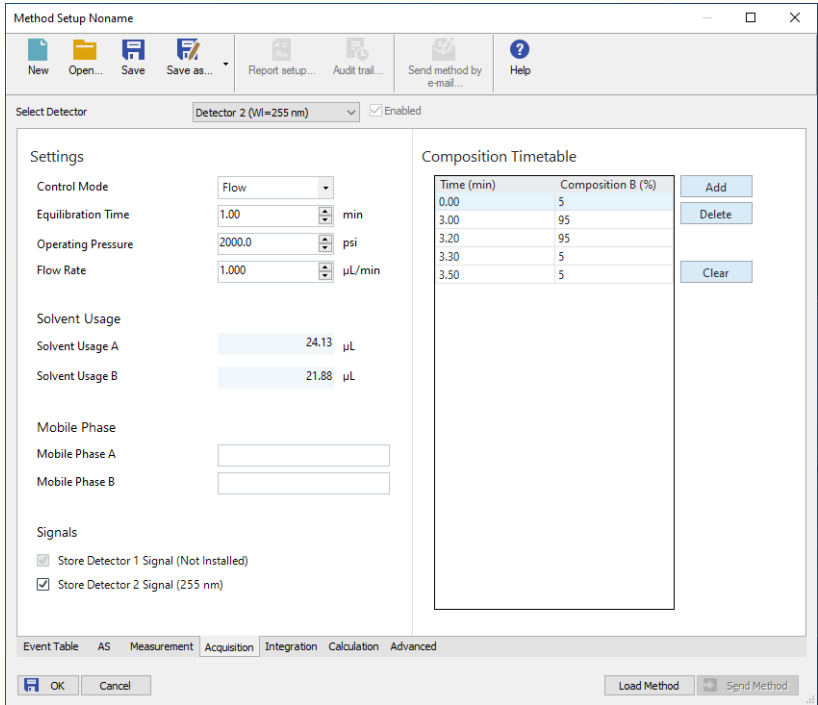 Method Setup Noname
New Open... Save Save as... Report setup... Audit trail... Send method by e-mail... Help
Select Detector Detector 2 (Wl=255 nm) Enabled
Settings
Control Mode Flow
Equilibration Time 1.00 min
Operating Pressure 2000.0 psi
Flow Rate 1.000 µL/min
Solvent Usage
Solvent Usage A 24.13 µL
Solvent Usage B 21.88 µL
Mobile Phase
Mobile Phase A
Mobile Phase B
Signals
Store Detector 1 Signal (Not Installed)
Store Detector 2 Signal (255 nm)
Composition Timetable
Time (min) Composition B (%)
0.00 5
3.00 95
3.20 95
3.30 5
3.50 5
Add
Delete
Clear
Event Table AS Measurement Acquisition Integration Calculation Advanced
OK Cancel Load Method Send Method